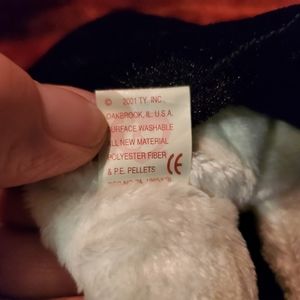 © 2001 TY, INC.
OAKBROOK, IL. U.S.A.
SURFACE WASHABLE
ALL NEW MATERIAL
POLYESTER FIBER
& P.E. PELLETS
CE